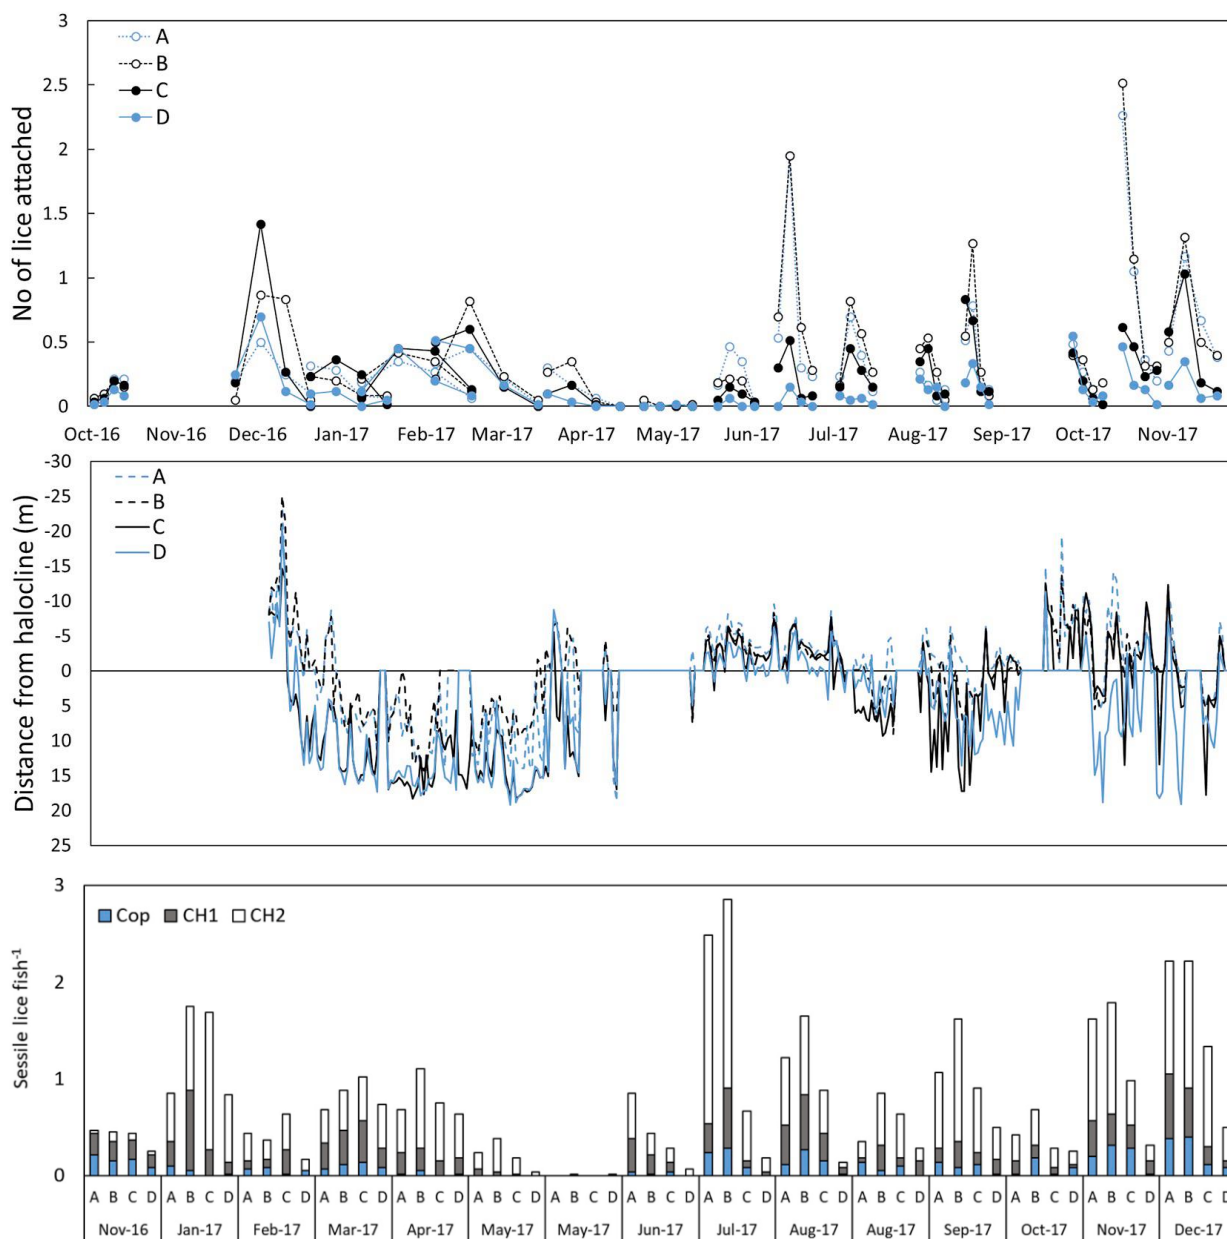 3
A
B
C
D
2.5
2
1.5
1
0.5
0
No of lice attached
Oct-16 Nov-16 Dec-16 Jan-17 Feb-17 Mar-17 Apr-17 May-17 Jun-17 Jul-17 Aug-17 Sep-17 Oct-17 Nov-17
-30
A
B
C
D
-25
-20
-15
-10
-5
0
5
10
15
20
25
Distance from halocline (m)
3
Cop CH1 CH2
2
1
0
Sessile lice fish-1
A B C D A B C D A B C D A B C D A B C D A B C D A B C D A B C D A B C D A B C D A B C D A B C D A B C D A B C D A B C D
Nov-16 Jan-17 Feb-17 Mar-17 Apr-17 May-17 May-17 Jun-17 Jul-17 Aug-17 Aug-17 Sep-17 Oct-17 Nov-17 Dec-17